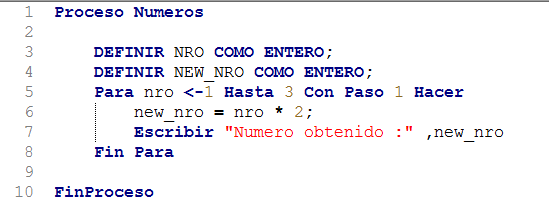 1 Proceso Numeros
2
3 DEFINIR NRO COMO ENTERO;
4 DEFINIR NEW_NRO COMO ENTERO;
5 Para nro <-1 Hasta 3 Con Paso 1 Hacer
6 new_nro = nro * 2;
7 Escribir "Numero obtenido :" ,new_nro
8 Fin Para
9
10 FinProceso